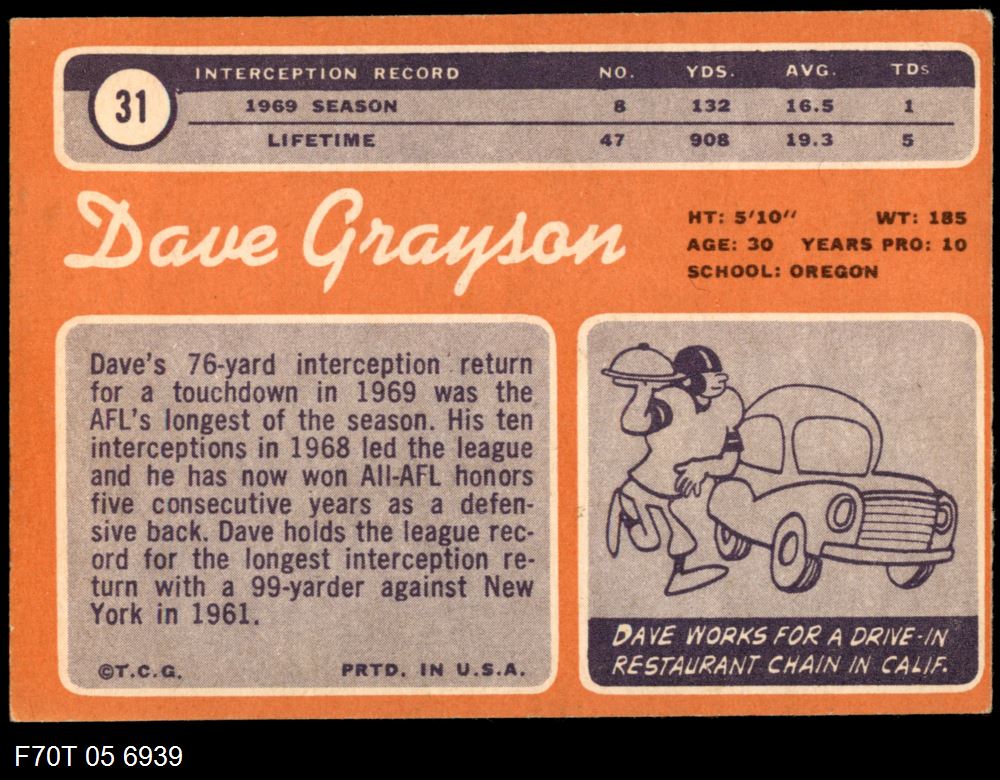 31
INTERCEPTION RECORD NO. YDS. AVG. TDs
1969 SEASON 8 132 16.5 1
LIFETIME 47 908 19.3 5
Dave Grayson
HT: 5'10" WT: 185
AGE: 30 YEARS PRO: 10
SCHOOL: OREGON
Dave's 76-yard interception return
for a touchdown in 1969 was the
AFL's longest of the season. His ten
interceptions in 1968 led the league
and he has now won All-AFL honors
five consecutive years as a defen-
sive back. Dave holds the league rec-
ord for the longest interception re-
turn with a 99-yarder against New
York in 1961.
©T.C.G. PRTD. IN U.S.A.
DAVE WORKS FOR A DRIVE-IN
RESTAURANT CHAIN IN CALIF.
F70T 05 6939